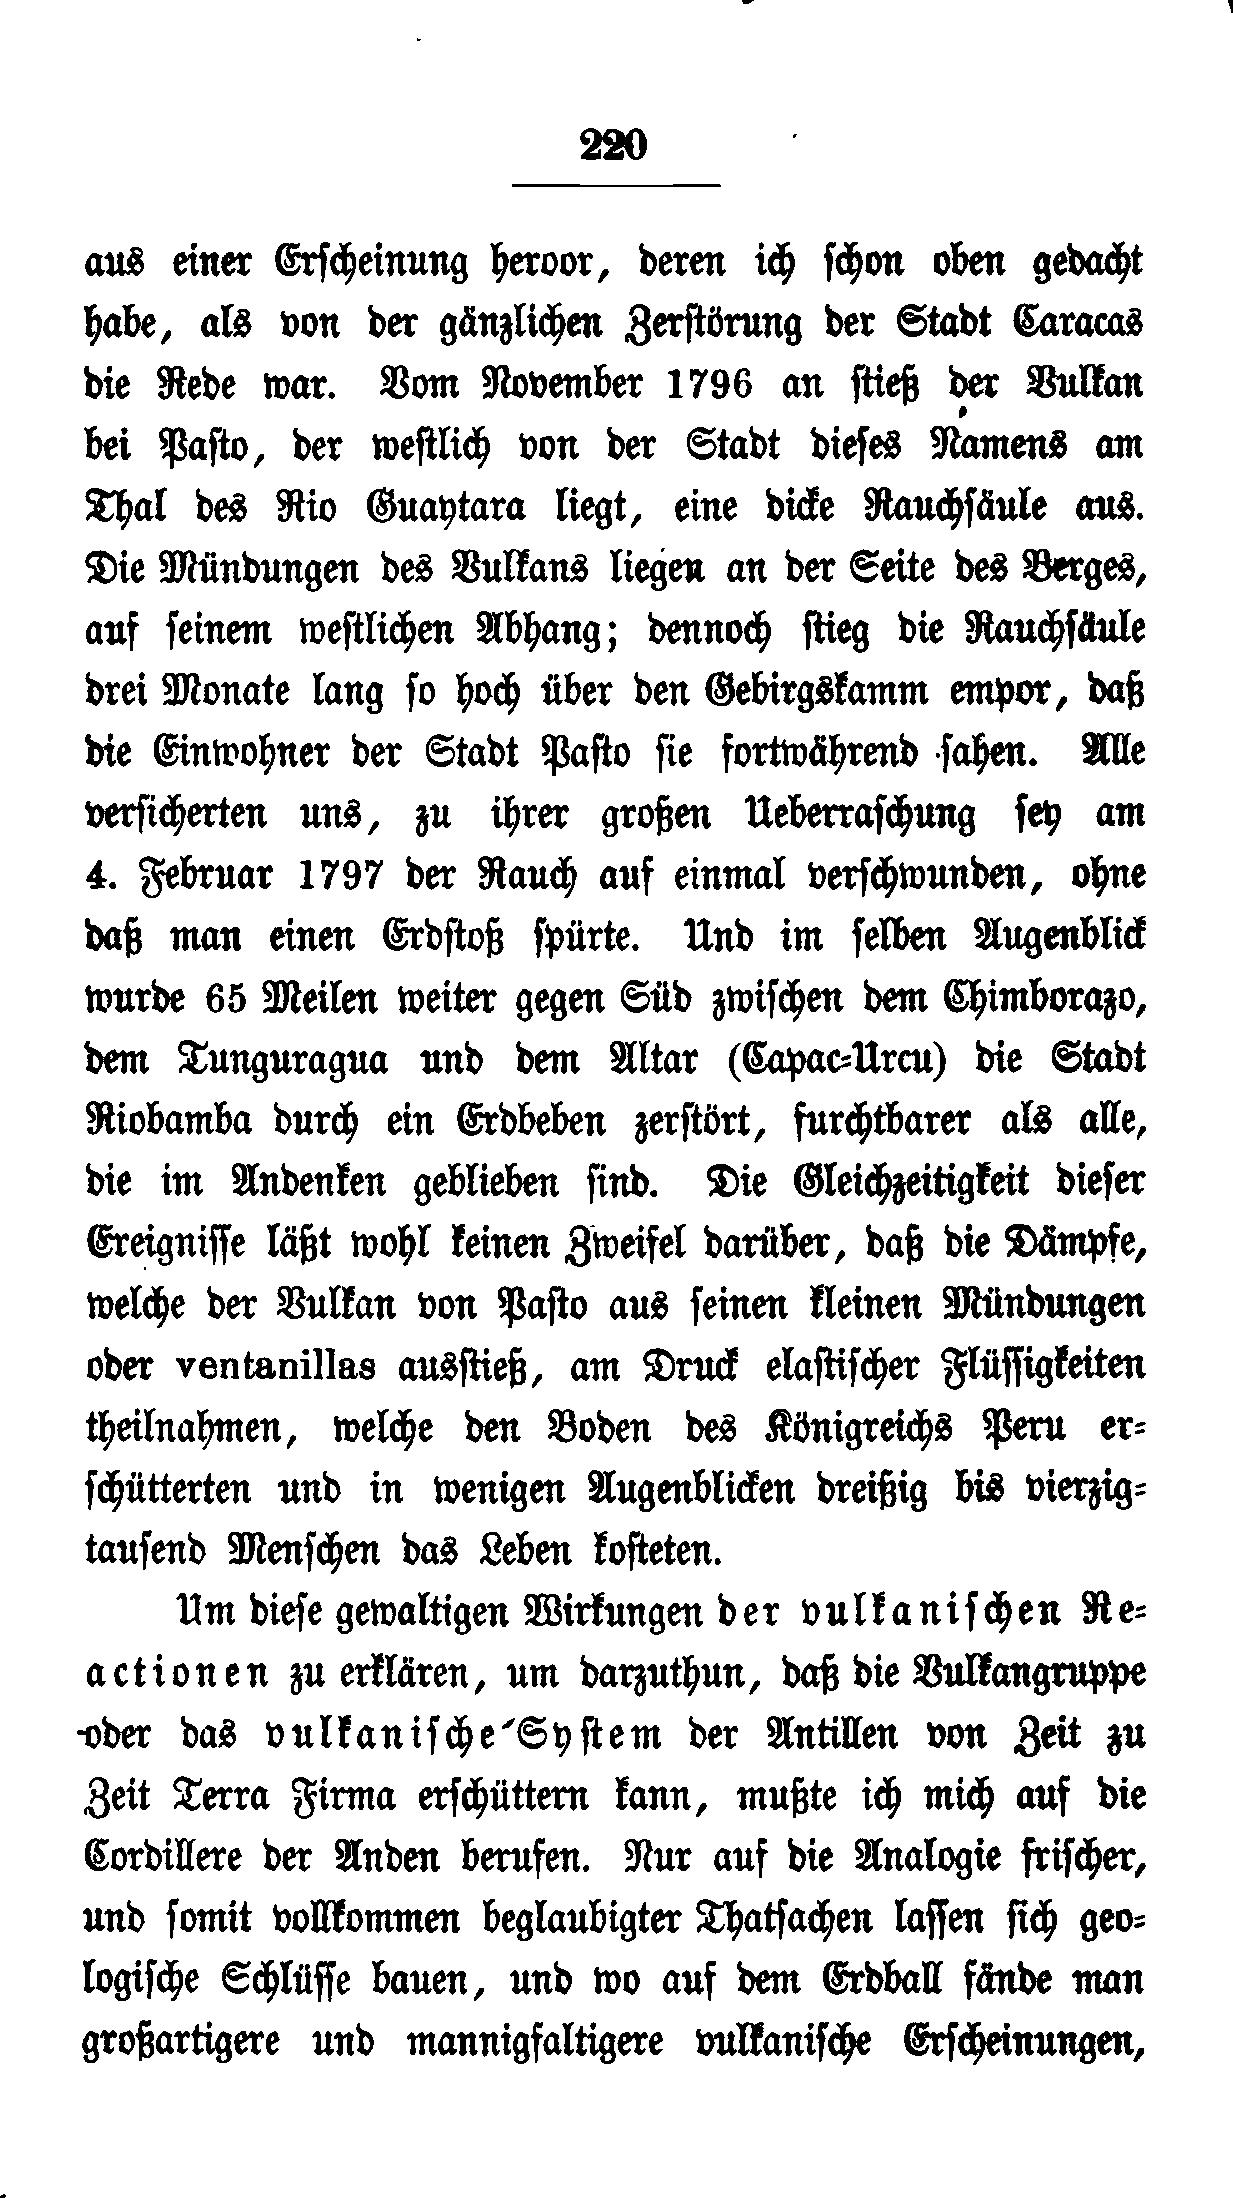 220
aus einer Erscheinung hervor, deren ich schon oben gedacht
habe, als von der gänzlichen Zerstörung der Stadt Caracas
die Rede war. Vom November 1796 an stieß der Vulkan
bei Pasto, der westlich von der Stadt dieses Namens am
Thal des Rio Guaytara liegt, eine dicke Rauchsäule aus.
Die Mündungen des Vulkans liegen an der Seite des Berges,
auf seinem westlichen Abhang; dennoch stieg die Rauchsäule
drei Monate lang so hoch über den Gebirgskamm empor, daß
die Einwohner der Stadt Pasto sie fortwährend sahen. Alle
versicherten uns, zu ihrer großen Ueberraschung sey am
4. Februar 1797 der Rauch auf einmal verschwunden, ohne
daß man einen Erdstoß spürte. Und im selben Augenblick
wurde 65 Meilen weiter gegen Süd zwischen dem Chimborazo,
dem Tunguragua und dem Altar (Capac-Urcu) die Stadt
Riobamba durch ein Erdbeben zerstört, furchtbarer als alle,
die im Andenken geblieben sind. Die Gleichzeitigkeit dieser
Ereignisse läßt wohl keinen Zweifel darüber, daß die Dämpfe,
welche der Vulkan von Pasto aus seinen kleinen Mündungen
oder ventanillas ausstieß, am Druck elastischer Flüssigkeiten
theilnahmen, welche den Boden des Königreichs Peru er-
schütterten und in wenigen Augenblicken dreißig bis vierzig-
tausend Menschen das Leben kosteten.
Um diese gewaltigen Wirkungen der vulkanischen Re-
actionen zu erklären, um darzuthun, daß die Vulkangruppe
oder das vulkanische System der Antillen von Zeit zu
Zeit Terra Firma erschüttern kann, mußte ich mich auf die
Cordillere der Anden berufen. Nur auf die Analogie frischer,
und somit vollkommen beglaubigter Thatsachen lassen sich geo-
logische Schlüsse bauen, und wo auf dem Erdball fände man
großartigere und mannigfaltigere vulkanische Erscheinungen,